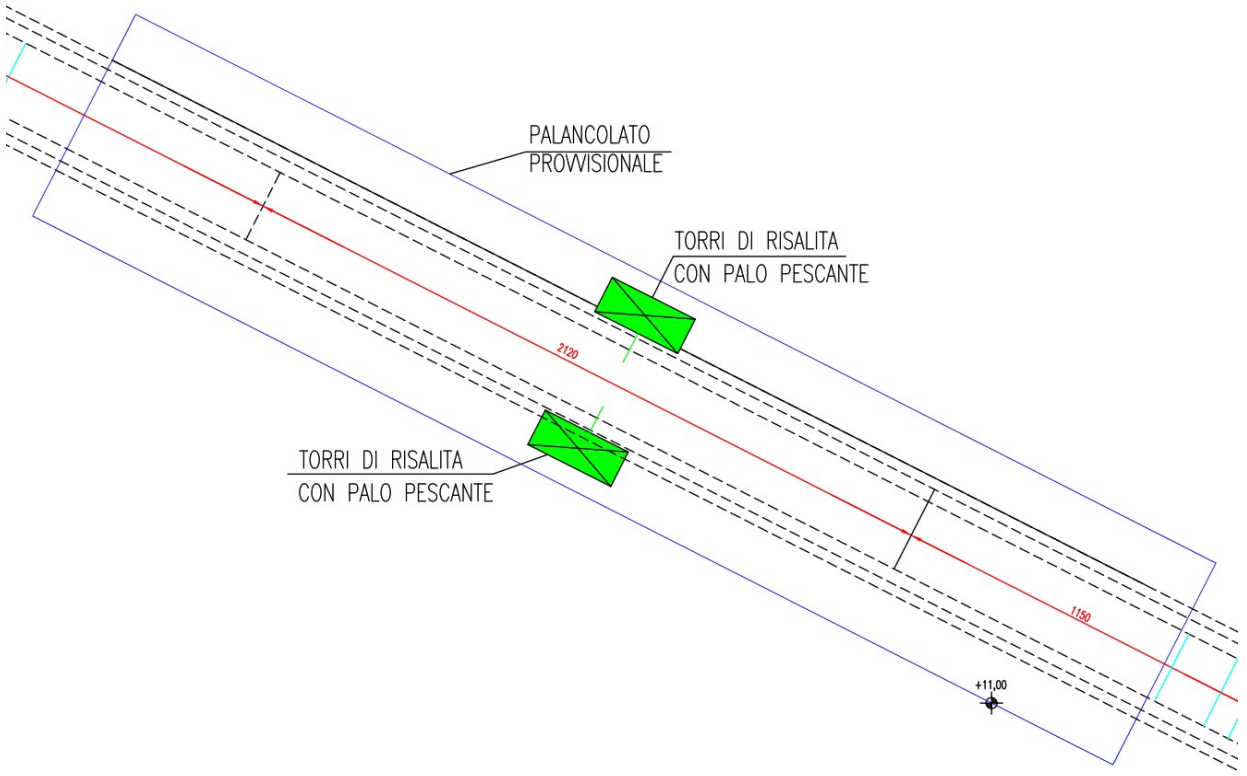 PALANCOLATO
PROVVISIONALE
TORRI DI RISALITA
CON PALO PESCANTE
2120
TORRI DI RISALITA
CON PALO PESCANTE
1150
+11,00